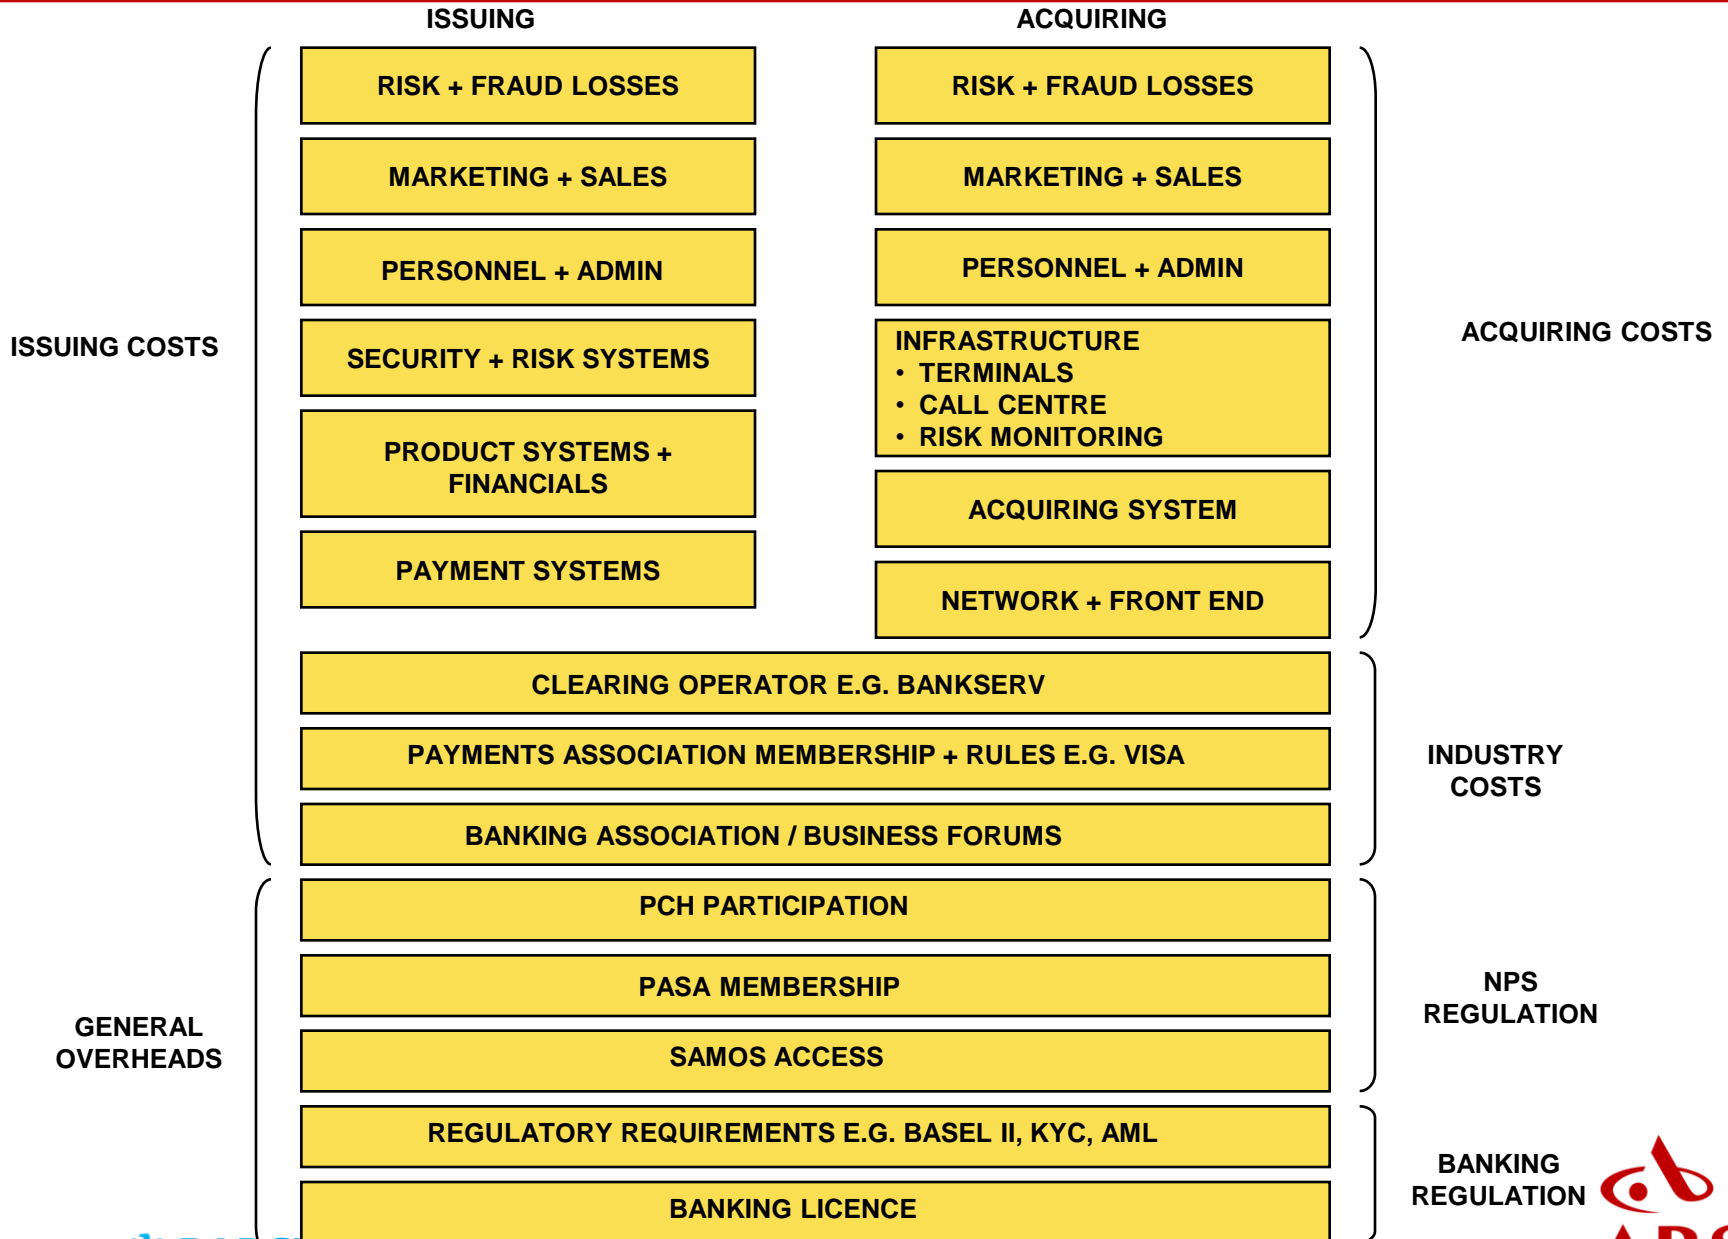 ISSUING
ACQUIRING
RISK + FRAUD LOSSES
RISK + FRAUD LOSSES
MARKETING + SALES
MARKETING + SALES
PERSONNEL + ADMIN
PERSONNEL + ADMIN
ISSUING COSTS
SECURITY + RISK SYSTEMS
INFRASTRUCTURE
• TERMINALS
• CALL CENTRE
• RISK MONITORING
ACQUIRING COSTS
PRODUCT SYSTEMS +
FINANCIALS
ACQUIRING SYSTEM
PAYMENT SYSTEMS
NETWORK + FRONT END
CLEARING OPERATOR E.G. BANKSERV
PAYMENTS ASSOCIATION MEMBERSHIP + RULES E.G. VISA
BANKING ASSOCIATION / BUSINESS FORUMS
INDUSTRY
COSTS
PCH PARTICIPATION
PASA MEMBERSHIP
SAMOS ACCESS
NPS
REGULATION
GENERAL
OVERHEADS
REGULATORY REQUIREMENTS E.G. BASEL II, KYC, AML
BANKING LICENCE
BANKING
REGULATION